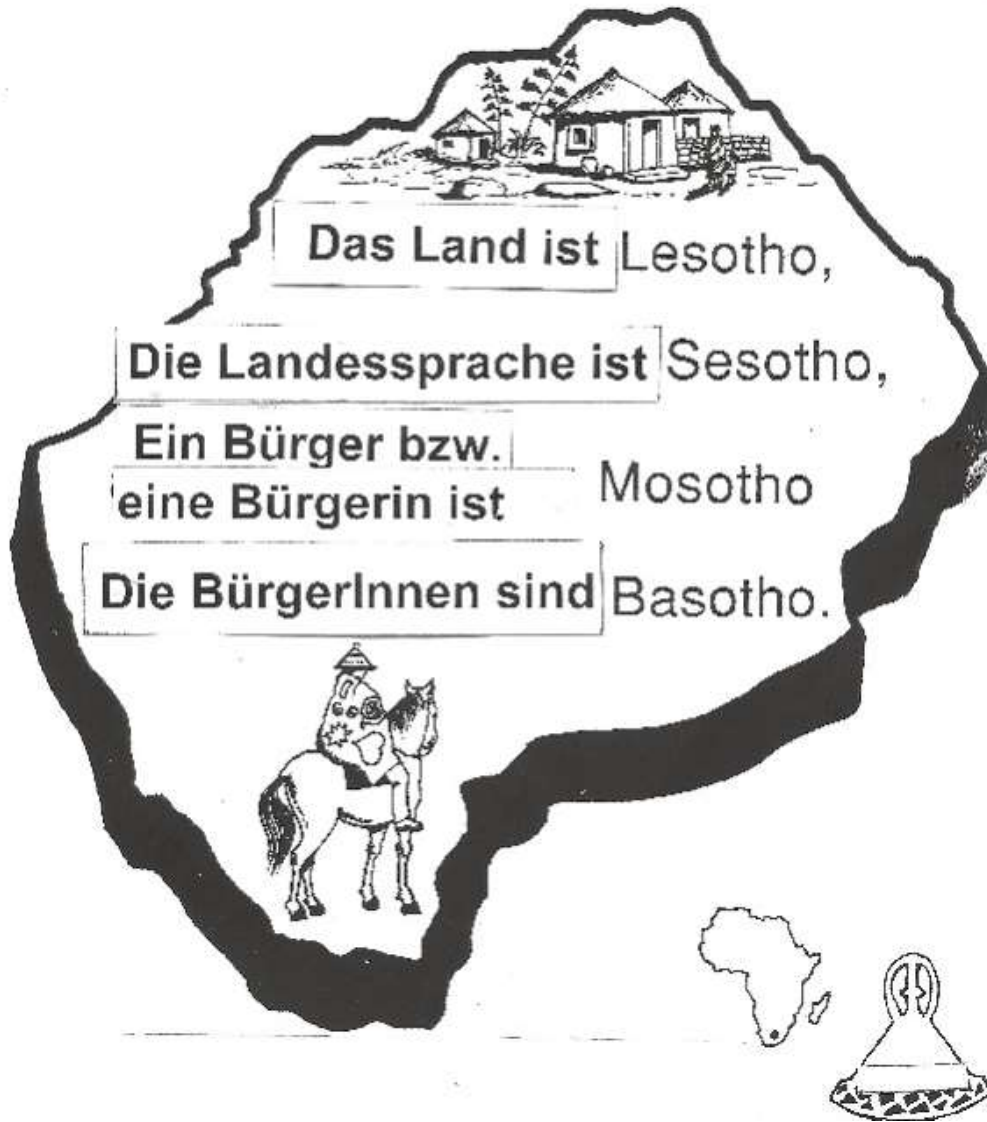 Das Land ist Lesotho,
Die Landessprache ist Sesotho,
Ein Bürger bzw.
eine Bürgerin ist Mosotho
Die BürgerInnen sind Basotho.